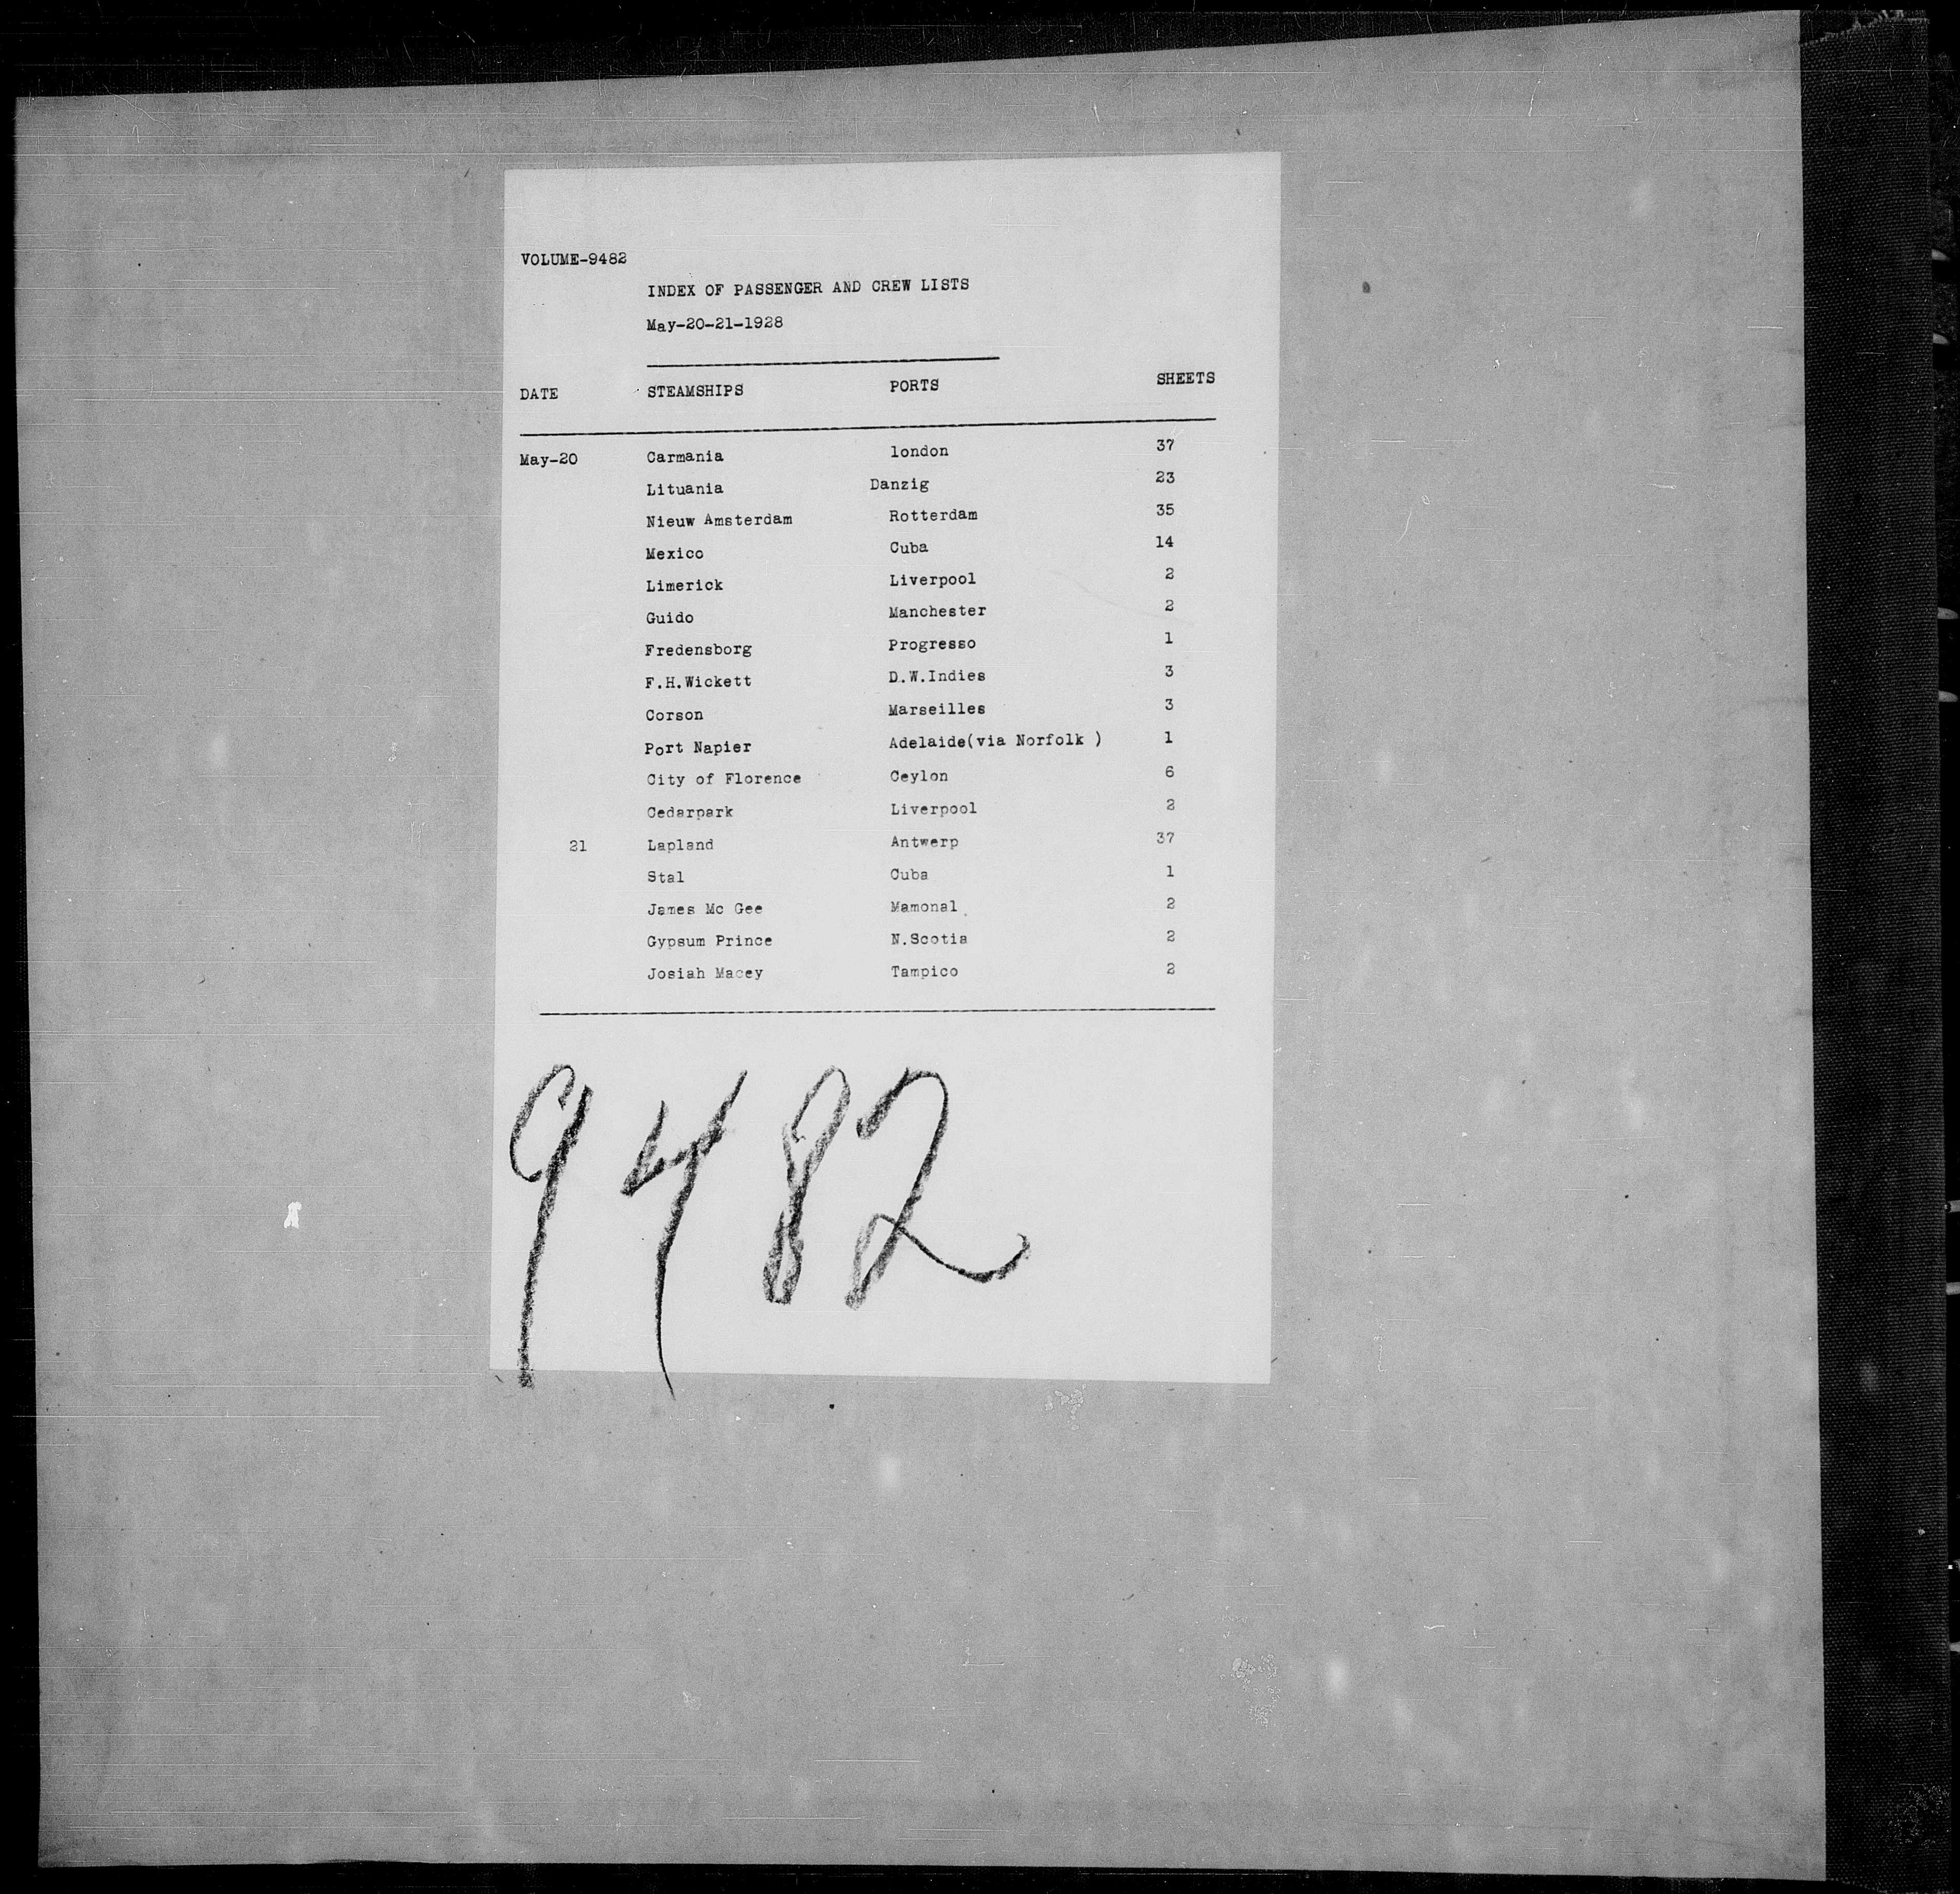 VOLUME-9482
INDEX OF PASSENGER AND CREW LISTS
May-20-21-1928
DATE STEAMSHIPS PORTS SHEETS
May-20 Carmania london 37
Lituania Danzig 23
Nieuw Amsterdam Rotterdam 35
Mexico Cuba 14
Limerick Liverpool 2
Guido Manchester 2
Fredensborg Progresso 1
F.H.Wickett D.W.Indies 3
Corson Marseilles 3
Port Napier Adelaide(via Norfolk ) 1
City of Florence Ceylon 6
Cedarpark Liverpool 2
21 Lapland Antwerp 37
Stal Cuba 1
James Mc Gee Mamonal 2
Gypsum Prince N.Scotia 2
Josiah Macey Tampico 2
9482